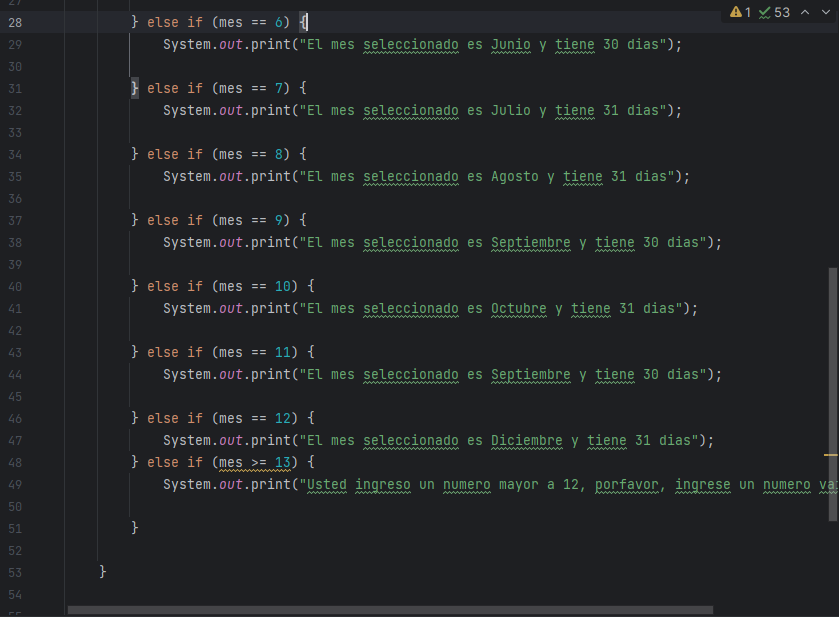 27
1 53
28 } else if (mes == 6) {
29 System.out.print("El mes seleccionado es Junio y tiene 30 dias");
30
31 } else if (mes == 7) {
32 System.out.print("El mes seleccionado es Julio y tiene 31 dias");
33
34 } else if (mes == 8) {
35 System.out.print("El mes seleccionado es Agosto y tiene 31 dias");
36
37 } else if (mes == 9) {
38 System.out.print("El mes seleccionado es Septiembre y tiene 30 dias");
39
40 } else if (mes == 10) {
41 System.out.print("El mes seleccionado es Octubre y tiene 31 dias");
42
43 } else if (mes == 11) {
44 System.out.print("El mes seleccionado es Septiembre y tiene 30 dias");
45
46 } else if (mes == 12) {
47 System.out.print("El mes seleccionado es Diciembre y tiene 31 dias");
48 } else if (mes >= 13) {
49 System.out.print("Usted ingreso un numero mayor a 12, porfavor, ingrese un numero
50
51 }
52
53 }
54
55